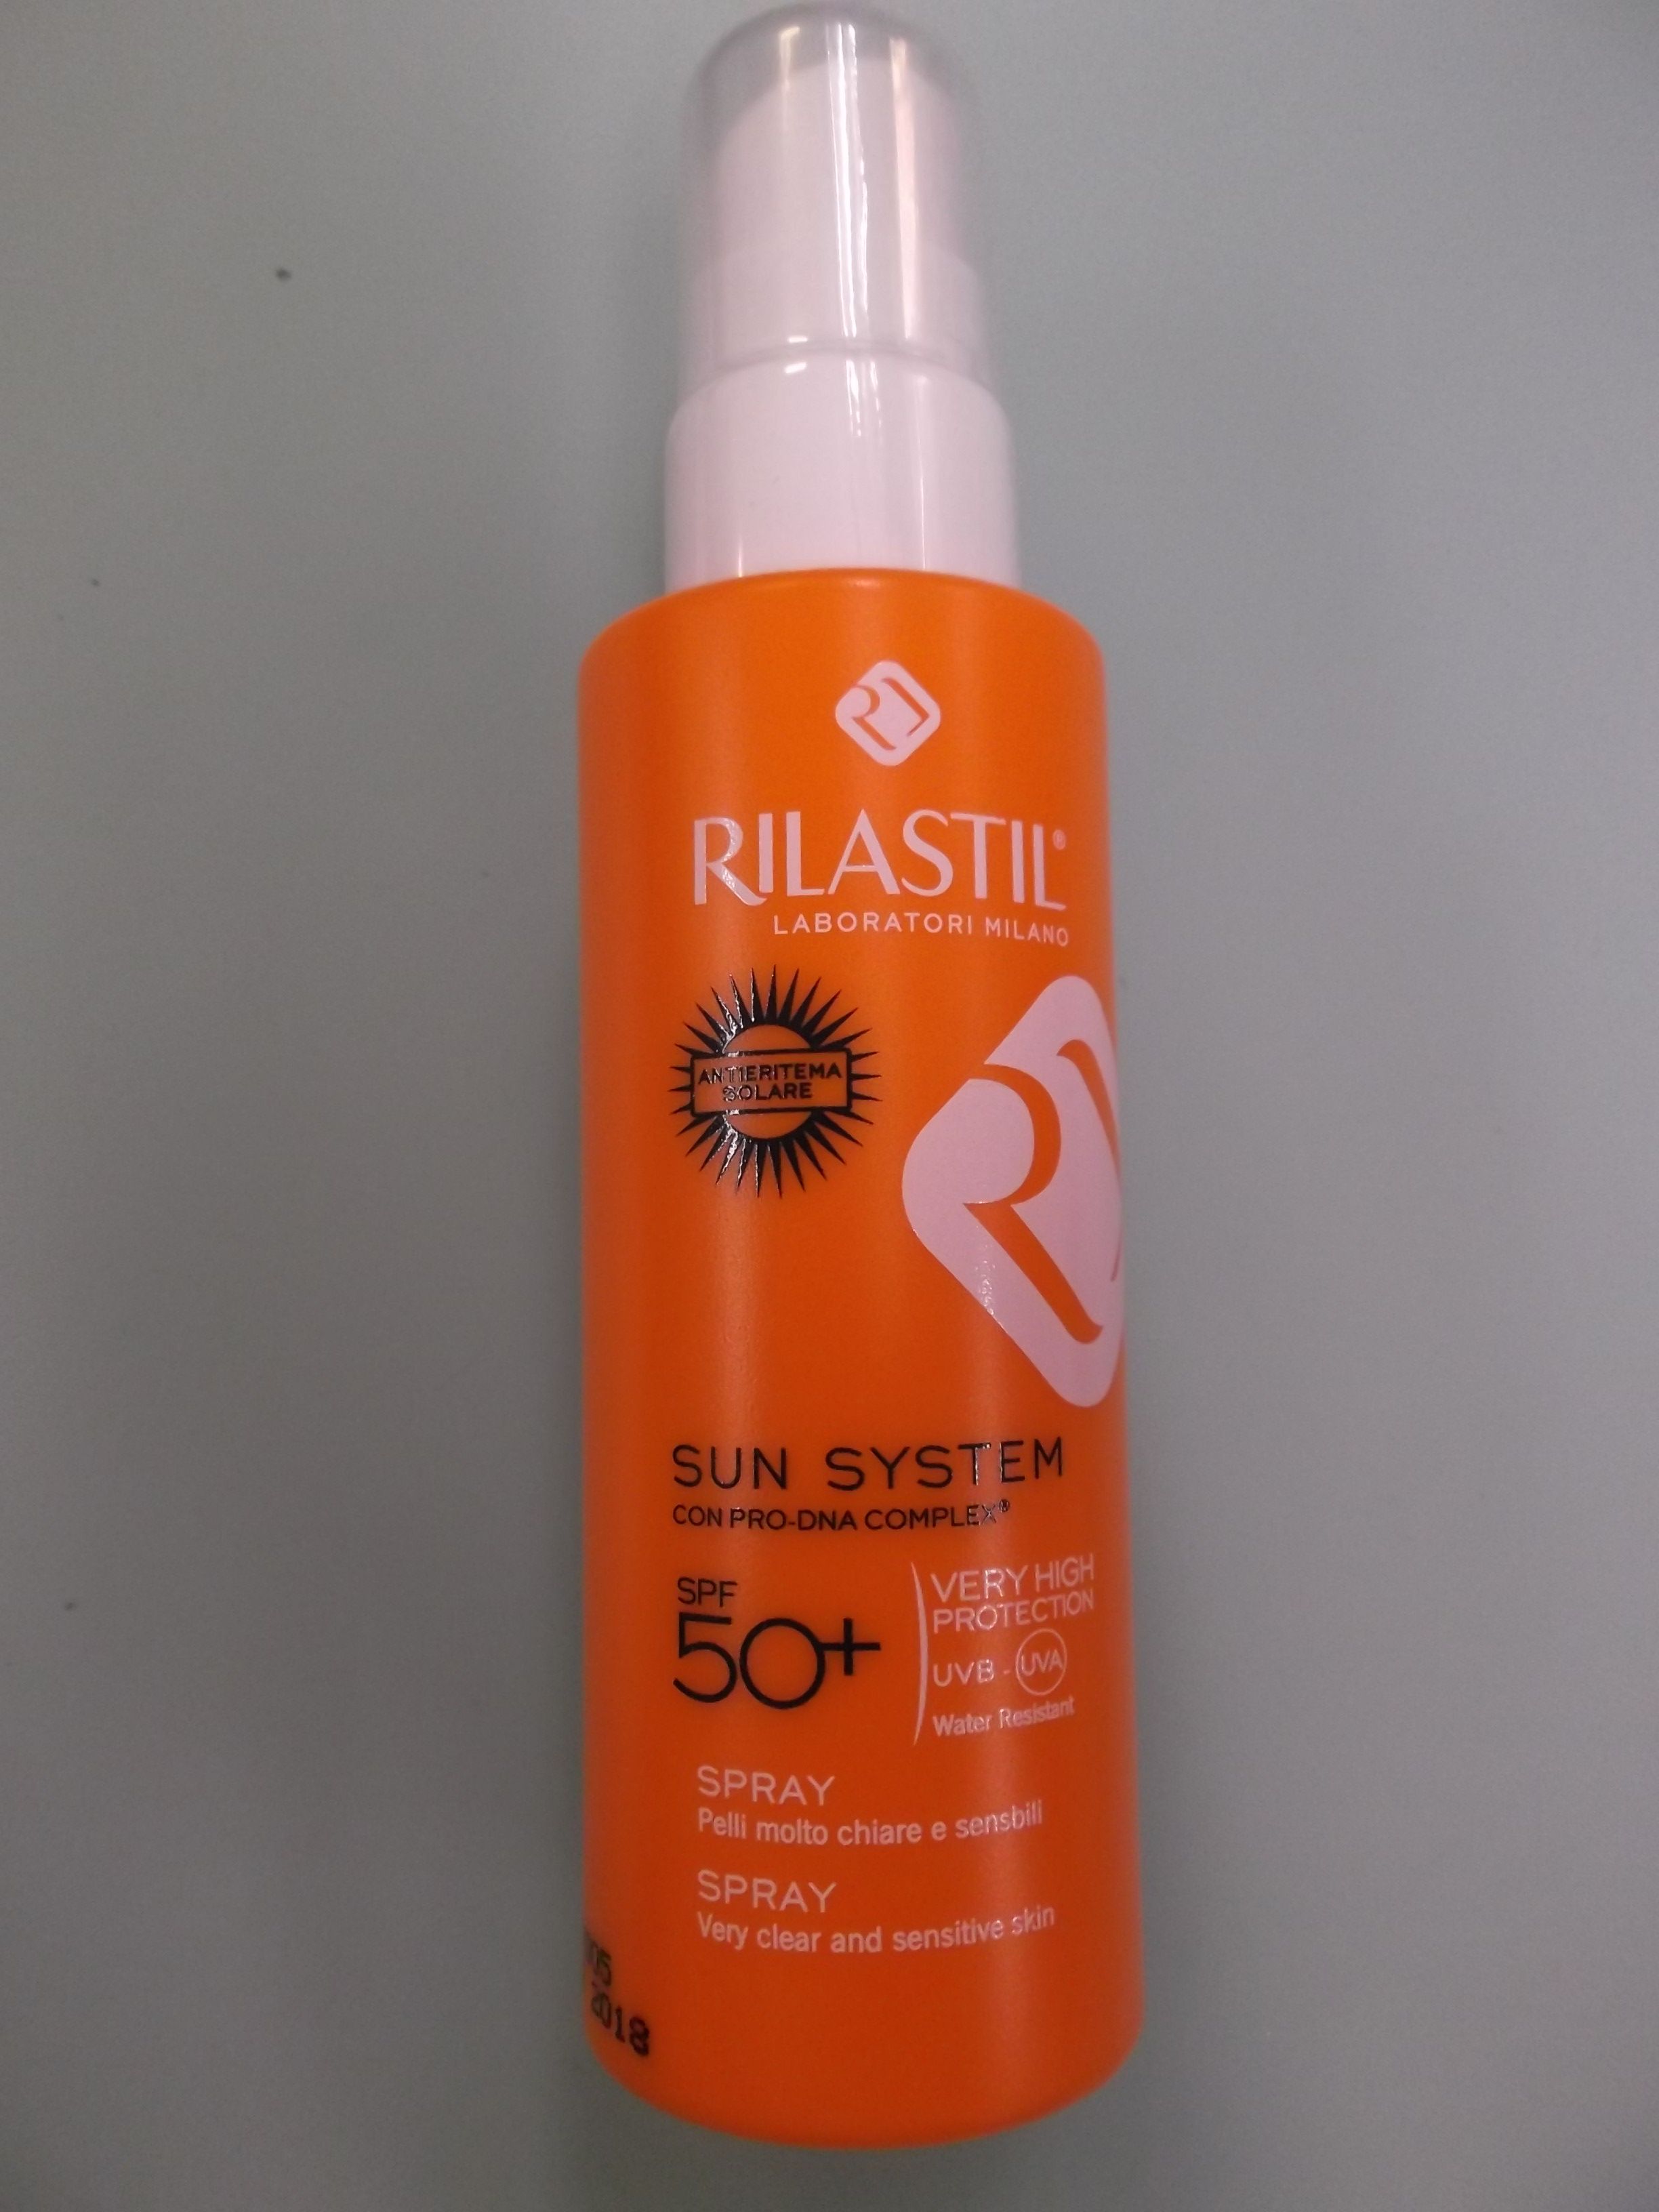 RILASTIL®
LABORATORI MILANO
ANTIERITEMA
SOLARE
SUN SYSTEM
CON PRO-DNA COMPLEX®
SPF
50+
VERY HIGH
PROTECTION
UVB - UVA
Water Resistant
SPRAY
Pelli molto chiare e sensbili
SPRAY
Very clear and sensitive skin
2018